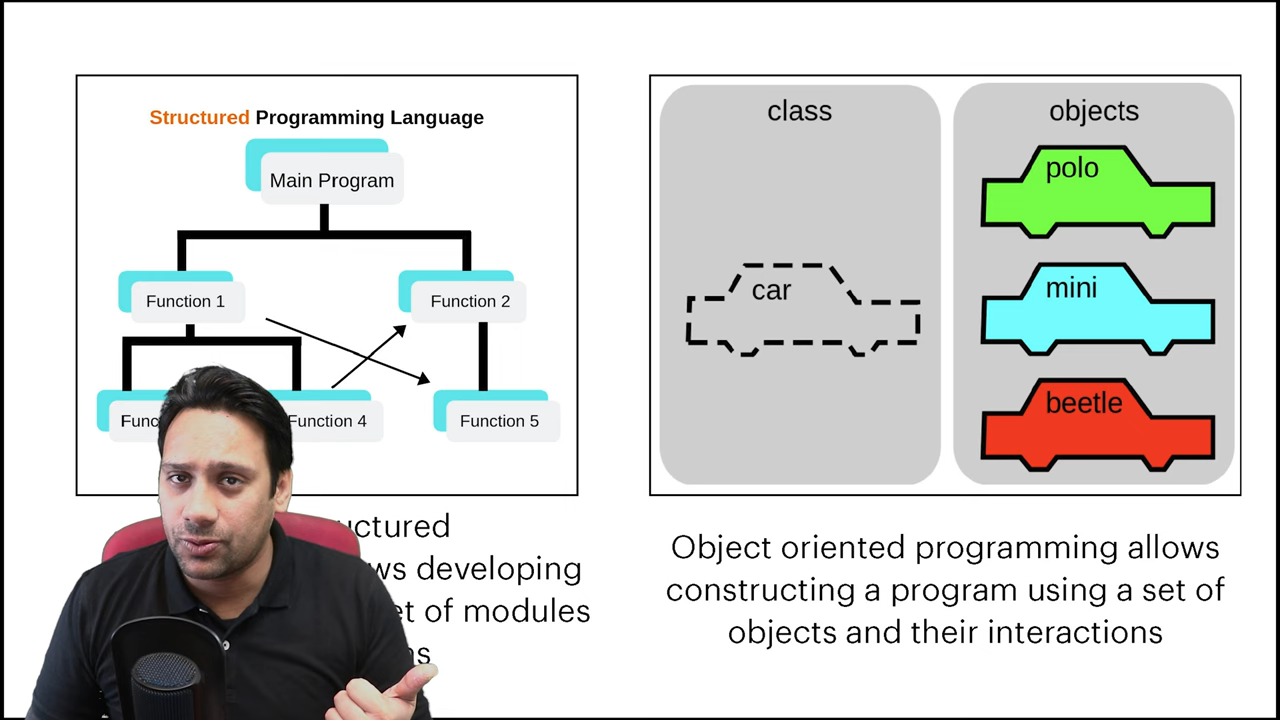 Structured Programming Language
Main Program
Function 1
Function 2
Function 4
Function 5
uctured
ws developing
et of modules
class
car
objects
polo
mini
beetle
Object oriented programming allows
constructing a program using a set of
objects and their interactions